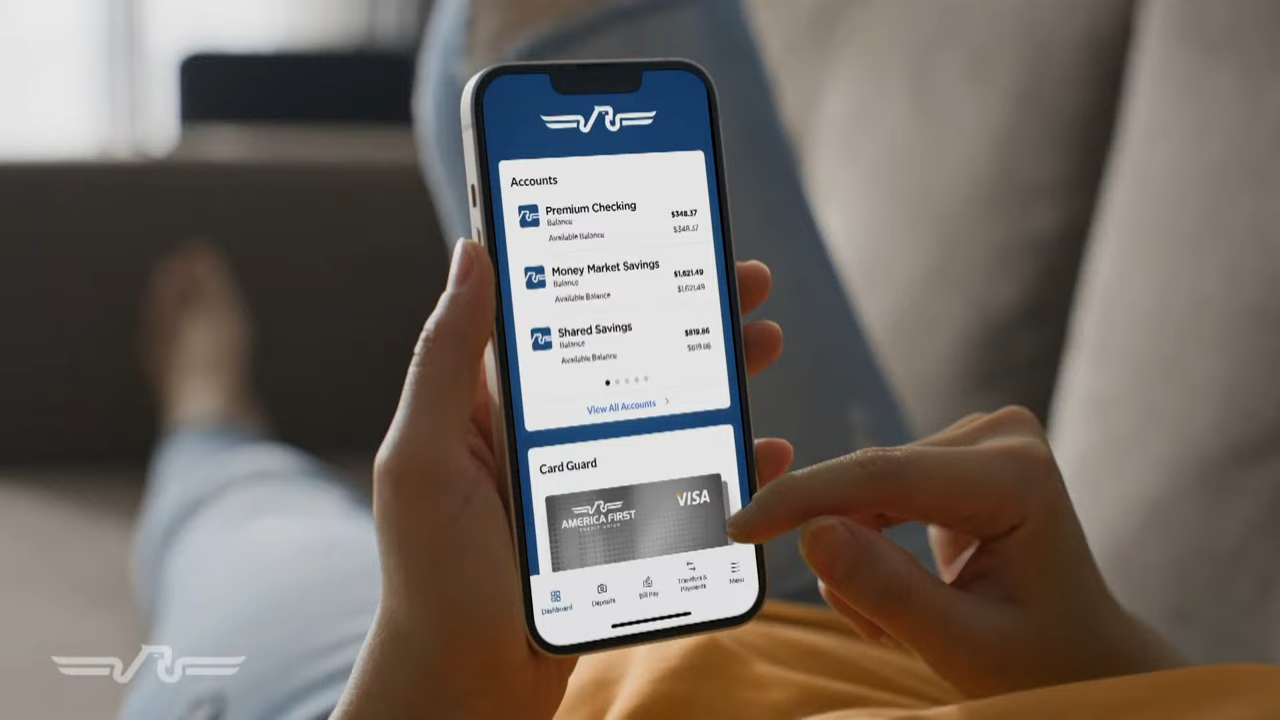 Accounts
Premium Checking
Balance
$348.37
Available Balance
$348.37
Money Market Savings
Balance
$1,621.49
Available Balance
$1,621.49
Shared Savings
Balance
$819.86
Available Balance
$819.86
View All Accounts
Card Guard
AMERICA FIRST
CREDIT UNION
VISA
Dashboard
Deposits
Bill Pay
Transfers &
Payments
Menu